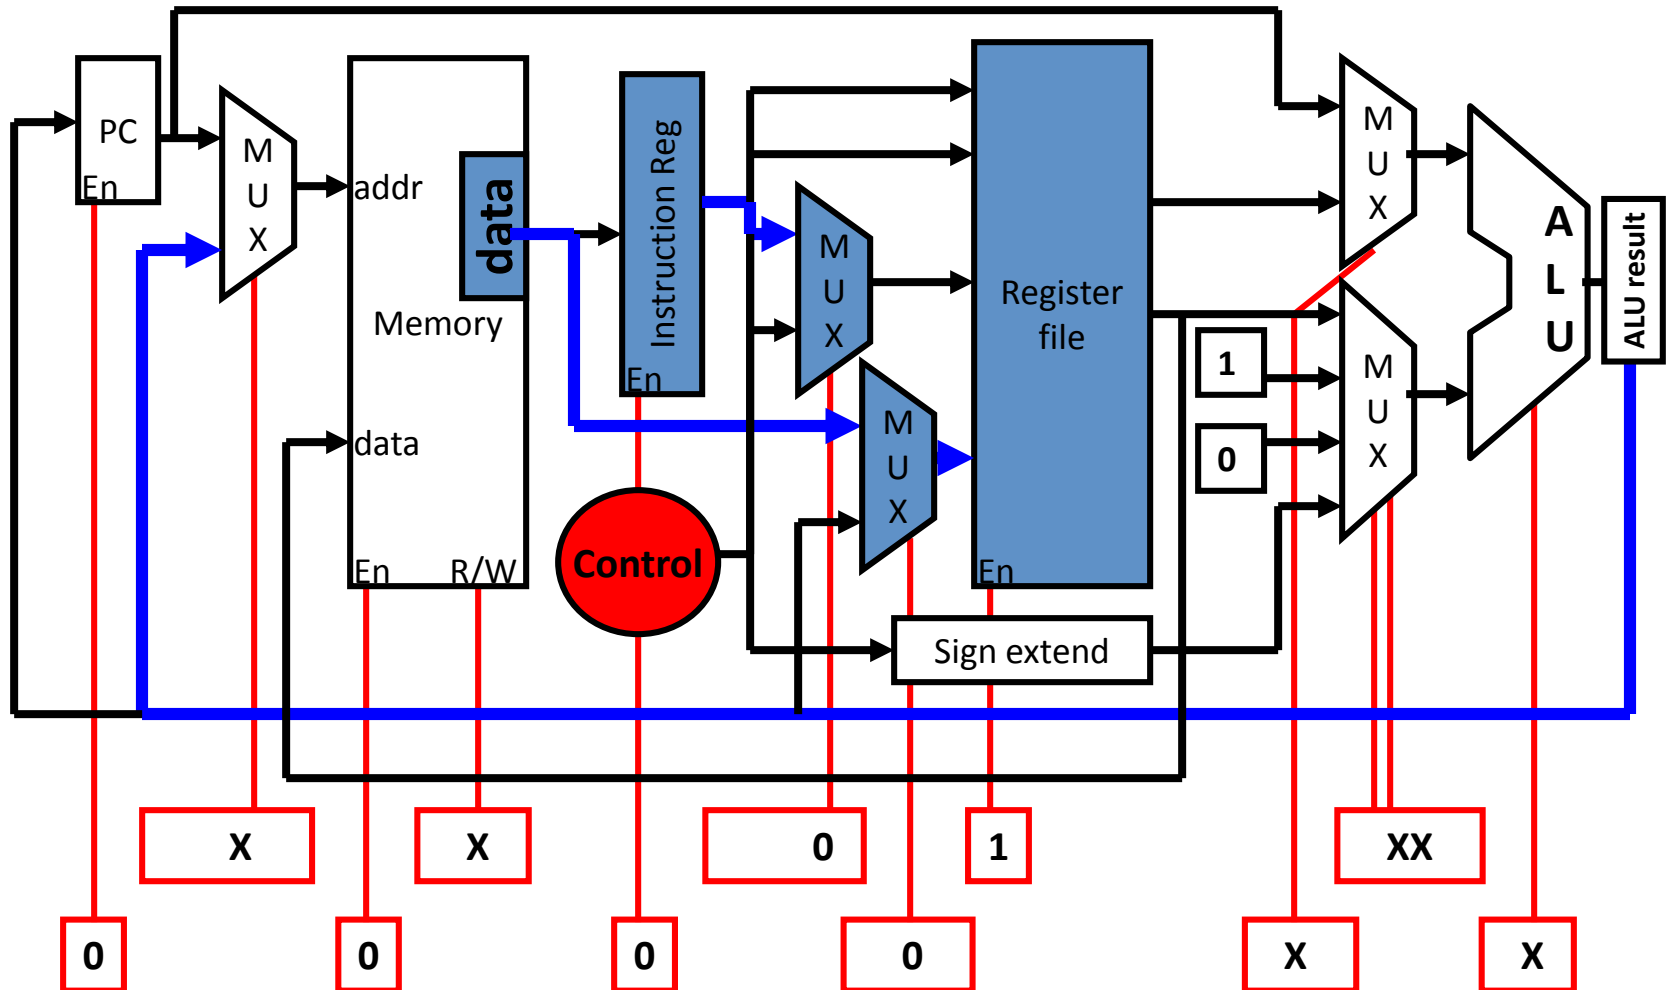 PC
En
M
U
X
addr
data
Memory
data
En
R/W
Instruction Reg
En
Control
M
U
X
M
U
X
Register
file
En
Sign extend
M
U
X
1
0
M
U
X
A
L
U
ALU result
X
X
0
1
XX
0
0
0
0
X
X